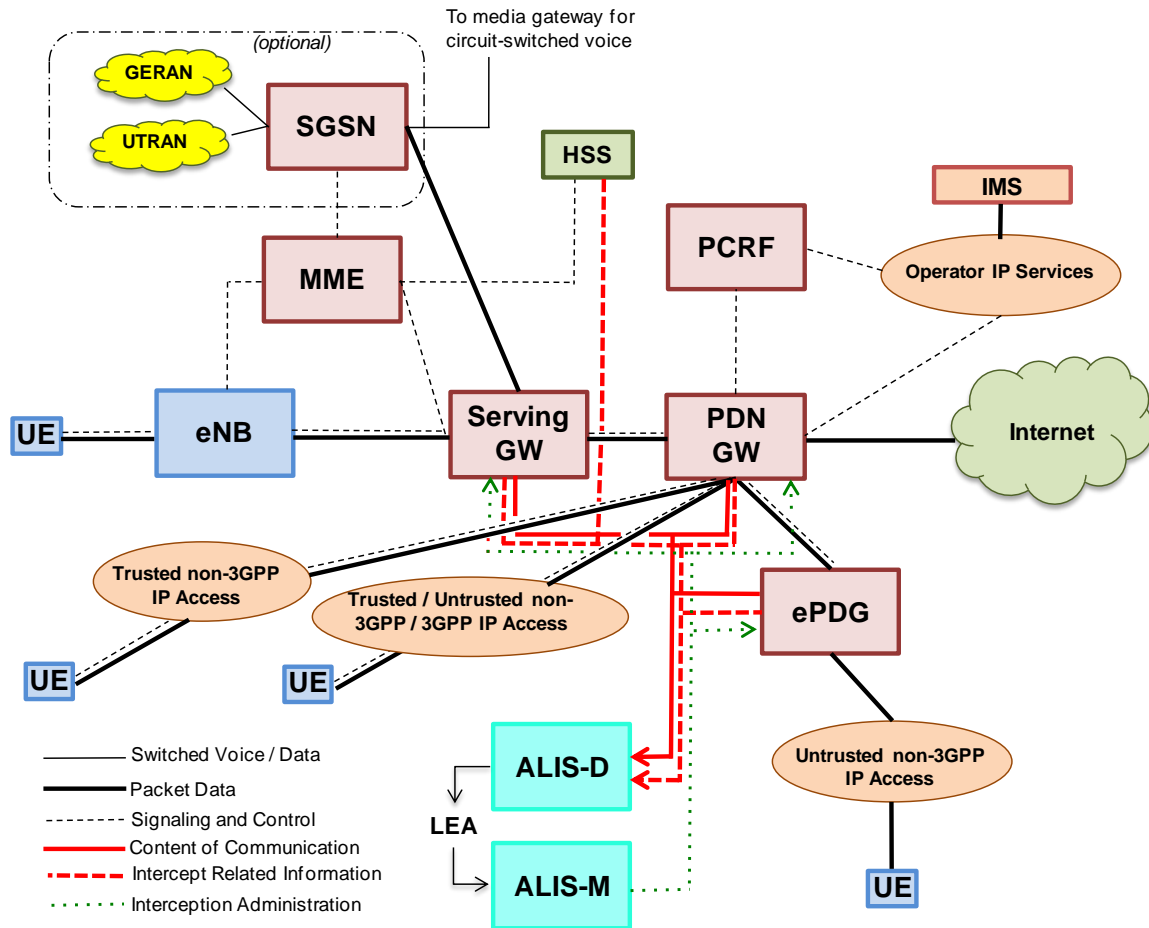 To media gateway for
circuit-switched voice
(optional)
GERAN
UTRAN
SGSN
HSS
IMS
PCRF
Operator IP Services
MME
UE
eNB
Serving
GW
PDN
GW
Internet
Trusted non-3GPP
IP Access
Trusted / Untrusted non-
3GPP / 3GPP IP Access
ePDG
UE
UE
Untrusted non-3GPP
IP Access
UE
ALIS-D
LEA
ALIS-M
Switched Voice / Data
Packet Data
Signaling and Control
Content of Communication
Intercept Related Information
Interception Administration